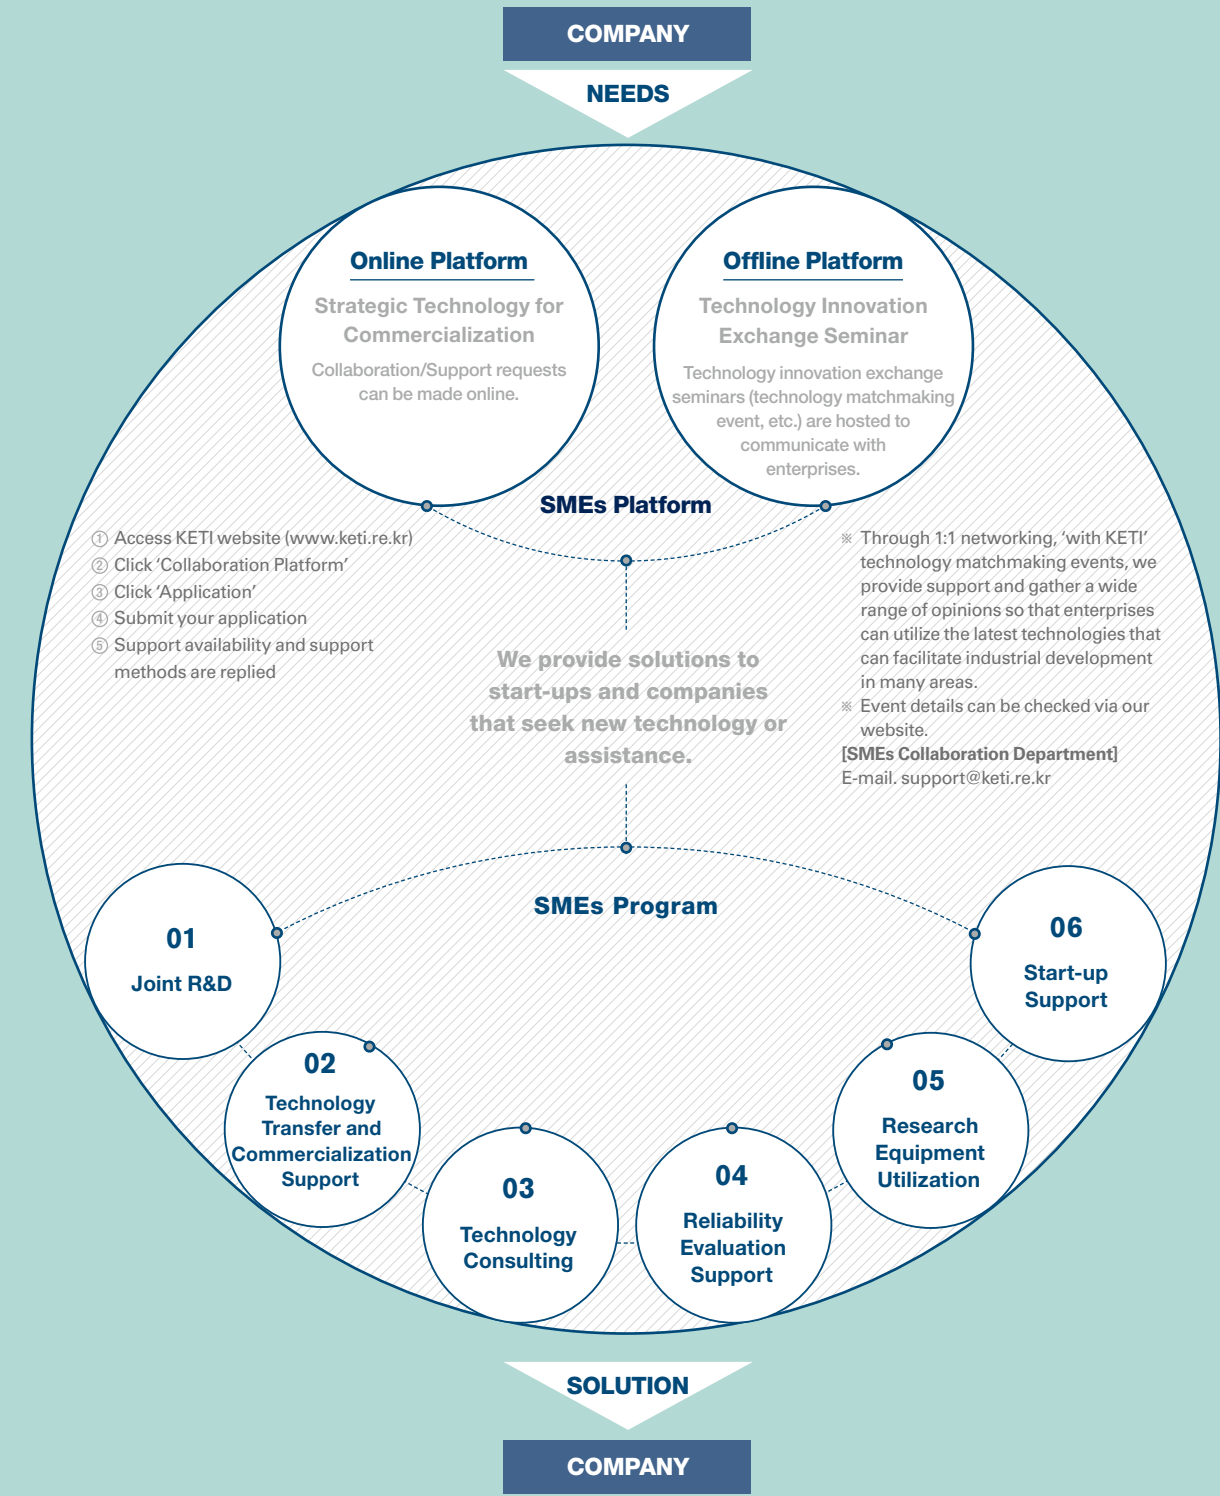 COMPANY
NEEDS
Online Platform
Strategic Technology for
Commercialization
Collaboration/Support requests
can be made online.
Offline Platform
Technology Innovation
Exchange Seminar
Technology innovation exchange
seminars (technology matchmaking
event, etc.) are hosted to
communicate with
enterprises.
SMEs Platform
① Access KETI website (www.keti.re.kr)
② Click ‘Collaboration Platform’
③ Click ‘Application’
④ Submit your application
⑤ Support availability and support
methods are replied
※ Through 1:1 networking, ‘with KETI’
technology matchmaking events, we
provide support and gather a wide
range of opinions so that enterprises
can utilize the latest technologies that
can facilitate industrial development
in many areas.
※ Event details can be checked via our
website.
[SMEs Collaboration Department]
E-mail. support@keti.re.kr
We provide solutions to
start-ups and companies
that seek new technology or
assistance.
SMEs Program
01
Joint R&D
02
Technology
Transfer and
Commercialization
Support
03
Technology
Consulting
04
Reliability
Evaluation
Support
05
Research
Equipment
Utilization
06
Start-up
Support
SOLUTION
COMPANY